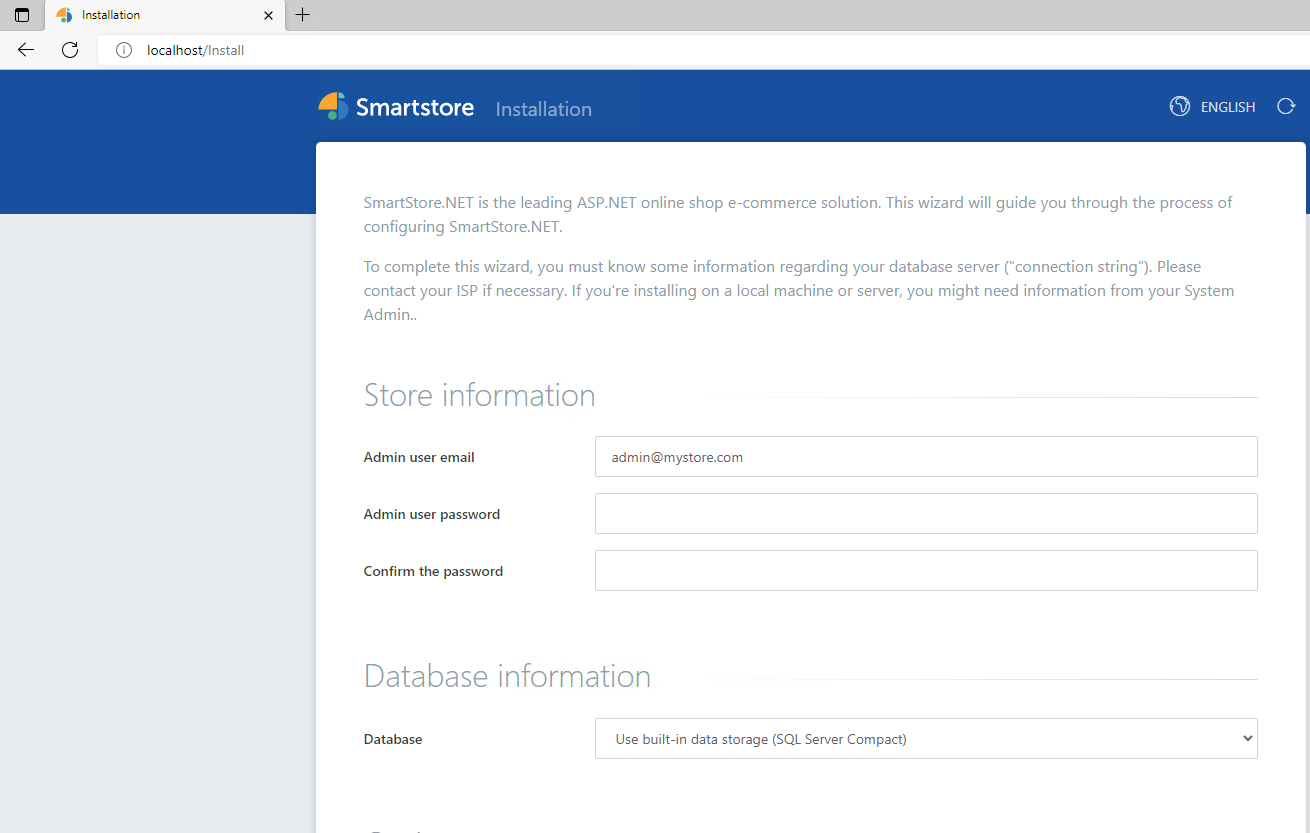 Installation
localhost/Install
Smartstore Installation ENGLISH
SmartStore.NET is the leading ASP.NET online shop e-commerce solution. This wizard will guide you through the process of
configuring SmartStore.NET.
To complete this wizard, you must know some information regarding your database server ("connection string"). Please
contact your ISP if necessary. If you're installing on a local machine or server, you might need information from your System
Admin..
Store information
Admin user email admin@mystore.com
Admin user password
Confirm the password
Database information
Database Use built-in data storage (SQL Server Compact)